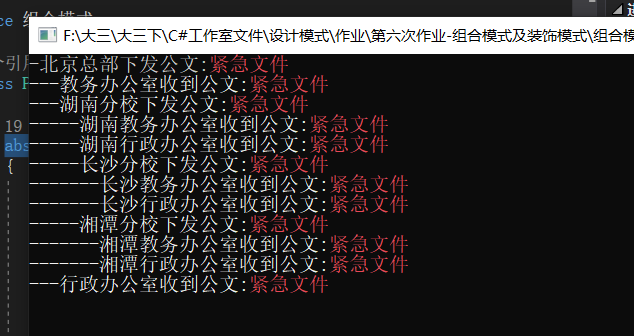 ce 组合模式
F:\大三\大三下\C#工作室文件\设计模式\作业\第六次作业-组合模式及装饰模式\组合模
-北京总部下发公文:紧急文件
---教务办公室收到公文:紧急文件
---湖南分校下发公文:紧急文件
-----湖南教务办公室收到公文:紧急文件
-----湖南行政办公室收到公文:紧急文件
-----长沙分校下发公文:紧急文件
-------长沙教务办公室收到公文:紧急文件
-------长沙行政办公室收到公文:紧急文件
-----湘潭分校下发公文:紧急文件
-------湘潭教务办公室收到公文:紧急文件
-------湘潭行政办公室收到公文:紧急文件
---行政办公室收到公文:紧急文件
个引用
ss P
19
abs
{